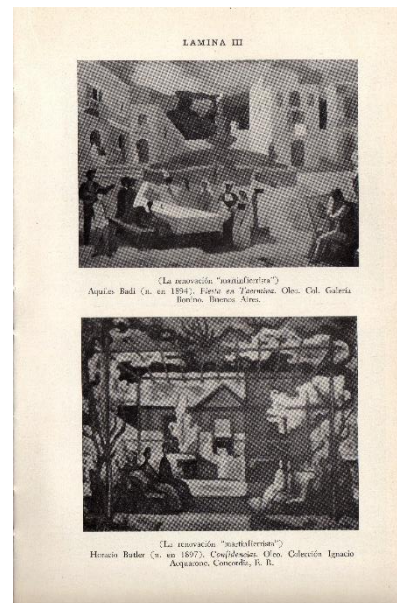 LAMINA III
(La renovación "martinfierrista")
Aquiles Badi (n. en 1894). Fiesta en Taormina. Oleo. Col. Galería
Bonino. Buenos Aires.
(La renovación "martinfierrista")
Horacio Butler (n. en 1897). Confidencias. Oleo. Colección Ignacio
Acquarone. Concordia, E. R.